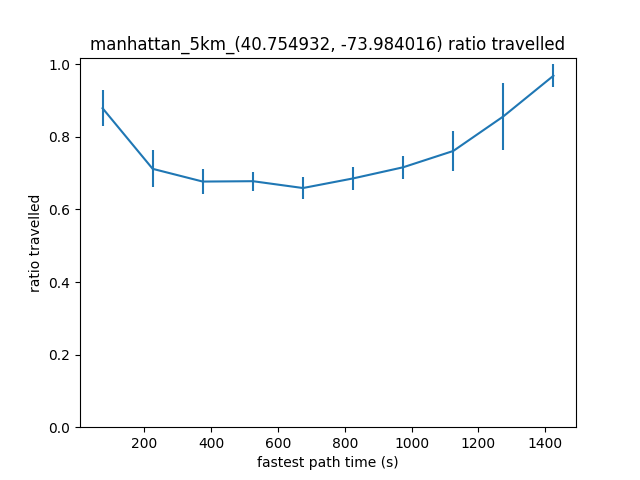 manhattan_5km_(40.754932, -73.984016) ratio travelled
1.0
0.8
0.6
0.4
0.2
0.0
ratio travelled
200 400 600 800 1000 1200 1400
fastest path time (s)